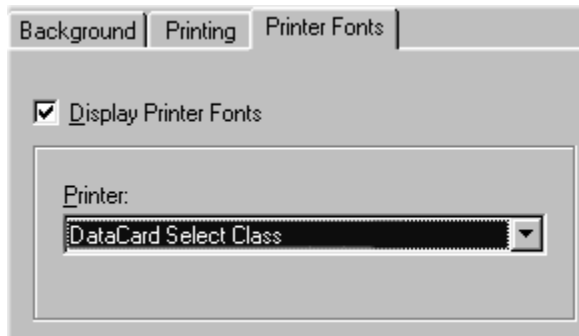 Background Printing Printer Fonts
Display Printer Fonts
Printer:
DataCard Select Class